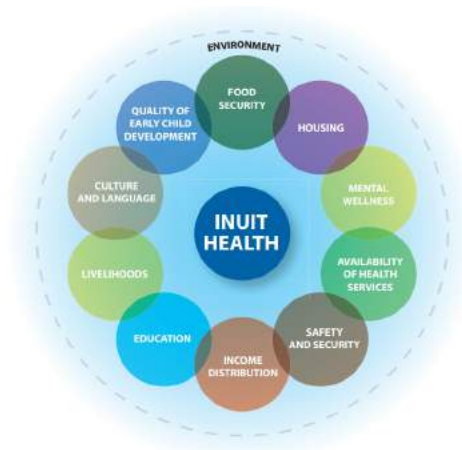 ENVIRONMENT
FOOD
SECURITY
HOUSING
MENTAL
WELLNESS
AVAILABILITY
OF HEALTH
SERVICES
SAFETY
AND SECURITY
INCOME
DISTRIBUTION
EDUCATION
LIVELIHOODS
CULTURE
AND LANGUAGE
QUALITY OF
EARLY CHILD
DEVELOPMENT
INUIT
HEALTH